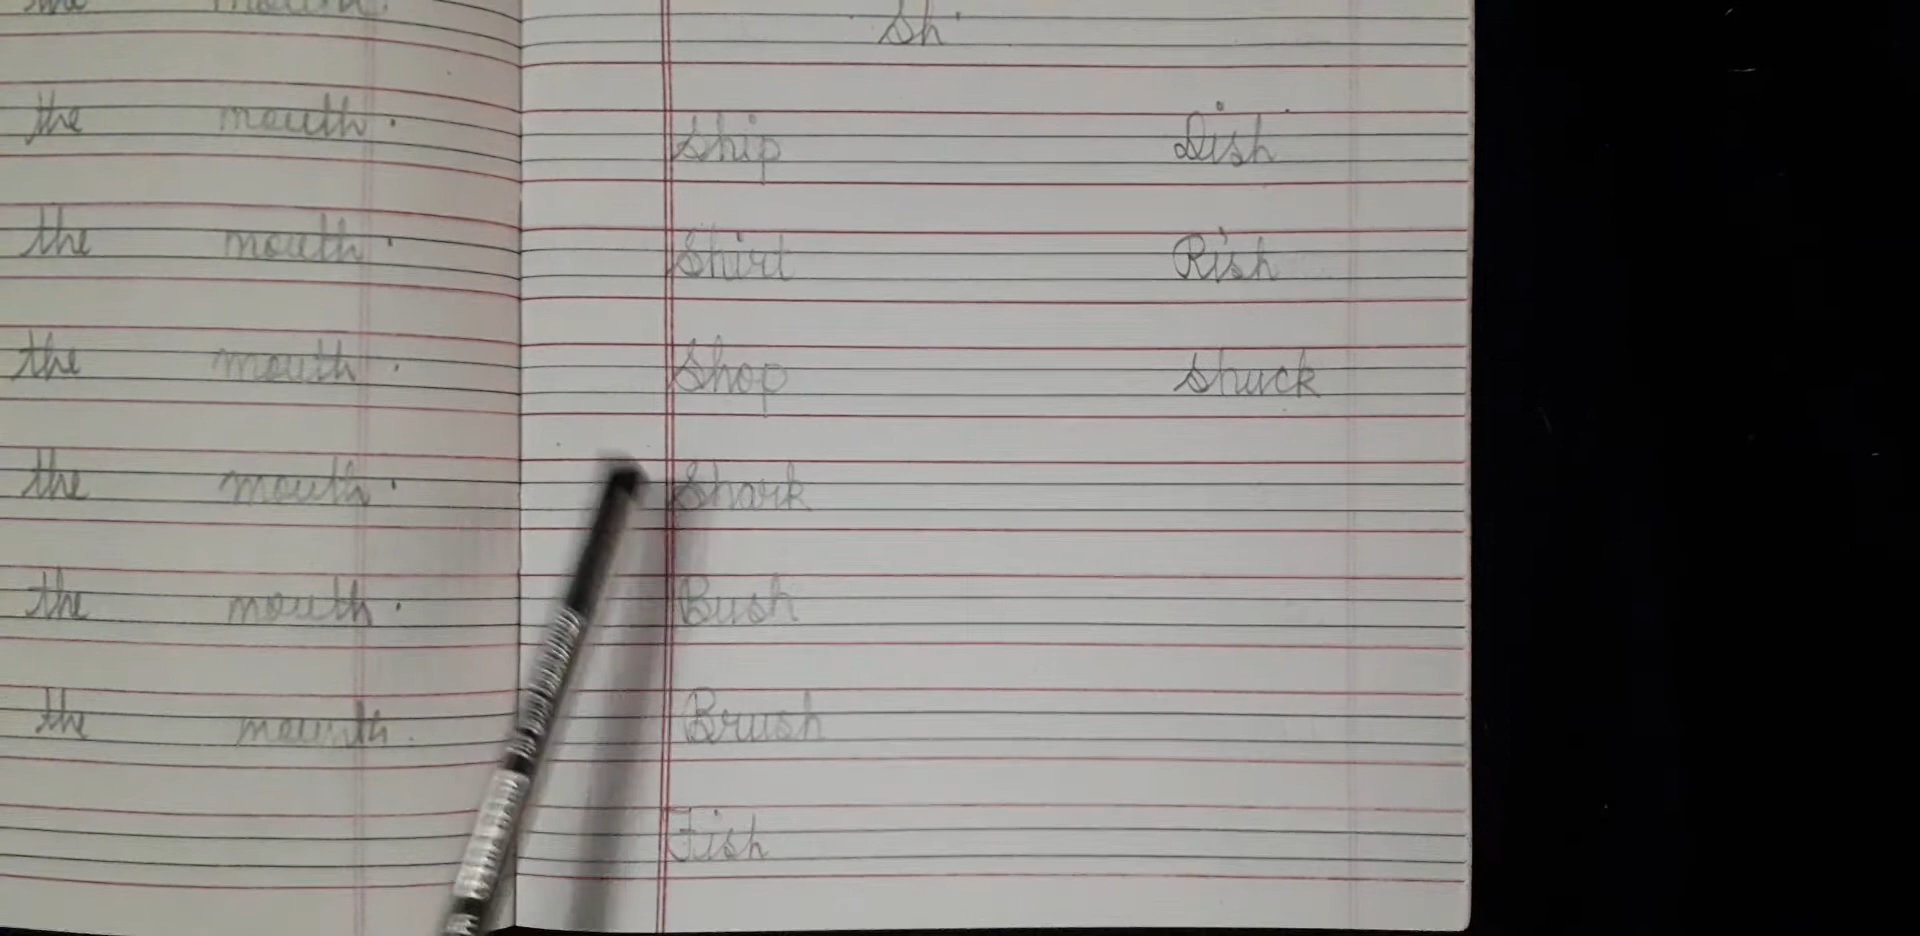 the mouth.
the mouth.
the mouth.
the mouth.
the mouth.
the mounth.
'Sh'
Ship Dish
Shirt Rish
Shop shuck
Shark
Bush
Brush
Fish